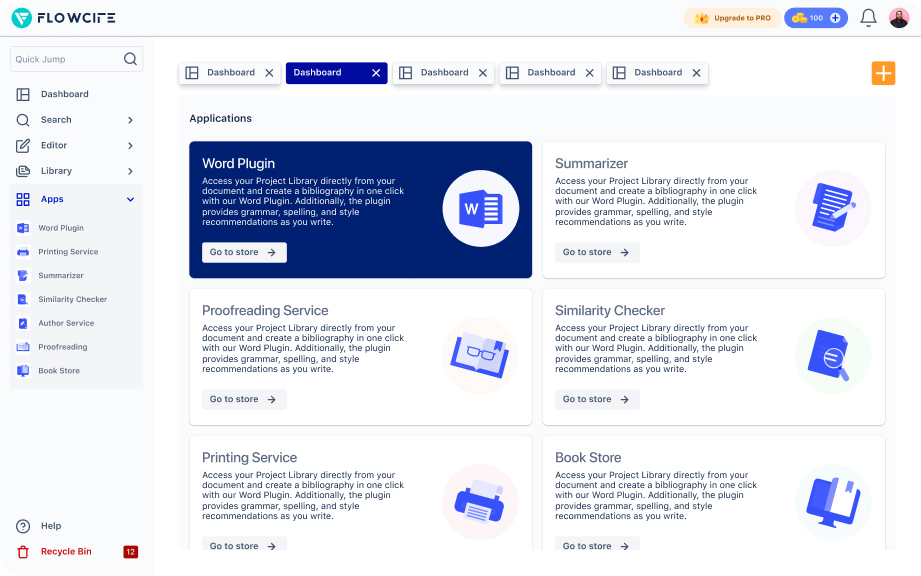 FLOWCITE
Upgrade to PRO
100
Quick Jump
Dashboard
Search
Editor
Library
Apps
Word Plugin
Printing Service
Summarizer
Similarity Checker
Author Service
Proofreading
Book Store
Help
Recycle Bin
12
Dashboard
Dashboard
Dashboard
Dashboard
Dashboard
Applications
Word Plugin
Access your Project Library directly from your
document and create a bibliography in one click
with our Word Plugin. Additionally, the plugin
provides grammar, spelling, and style
recommendations as you write.
Go to store
W
Summarizer
Access your Project Library directly from your
document and create a bibliography in one click
with our Word Plugin. Additionally, the plugin
provides grammar, spelling, and style
recommendations as you write.
Go to store
Proofreading Service
Access your Project Library directly from your
document and create a bibliography in one click
with our Word Plugin. Additionally, the plugin
provides grammar, spelling, and style
recommendations as you write.
Go to store
Similarity Checker
Access your Project Library directly from your
document and create a bibliography in one click
with our Word Plugin. Additionally, the plugin
provides grammar, spelling, and style
recommendations as you write.
Go to store
Printing Service
Access your Project Library directly from your
document and create a bibliography in one click
with our Word Plugin. Additionally, the plugin
provides grammar, spelling, and style
recommendations as you write.
Go to store
Book Store
Access your Project Library directly from your
document and create a bibliography in one click
with our Word Plugin. Additionally, the plugin
provides grammar, spelling, and style
recommendations as you write.
Go to store